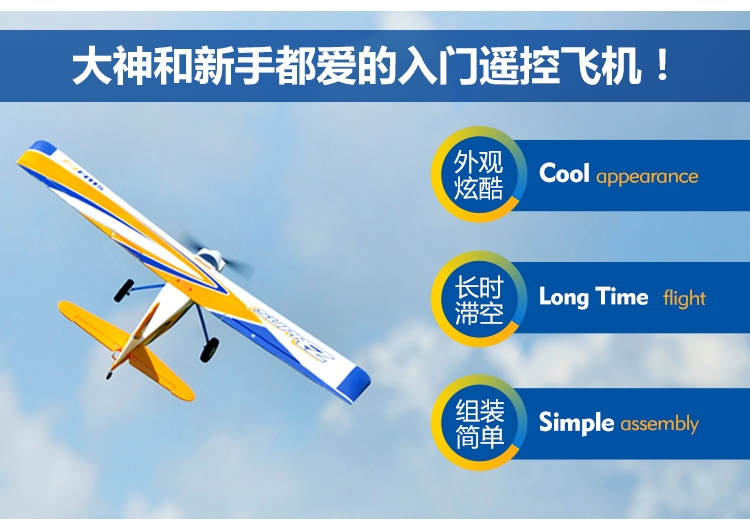 大神和新手都爱的入门遥控飞机！
外观
炫酷
Cool appearance
长时
滞空
Long Time flight
组装
简单
Simple assembly